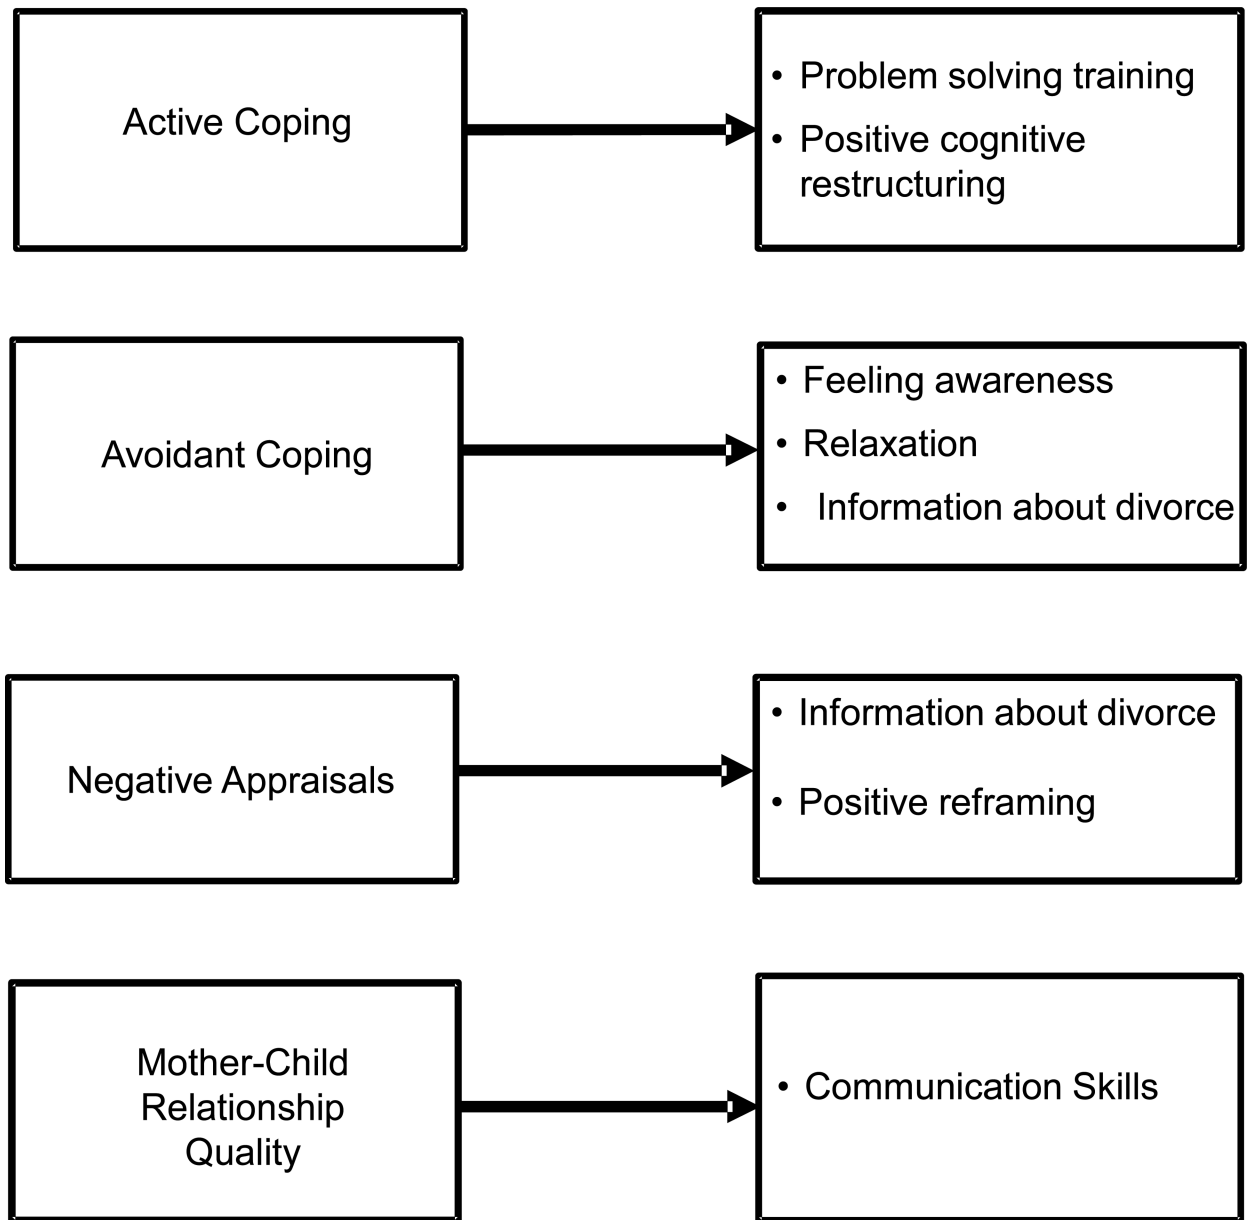 Active Coping
• Problem solving training
• Positive cognitive
restructuring
Avoidant Coping
• Feeling awareness
• Relaxation
• Information about divorce
Negative Appraisals
• Information about divorce
• Positive reframing
Mother-Child
Relationship
Quality
• Communication Skills